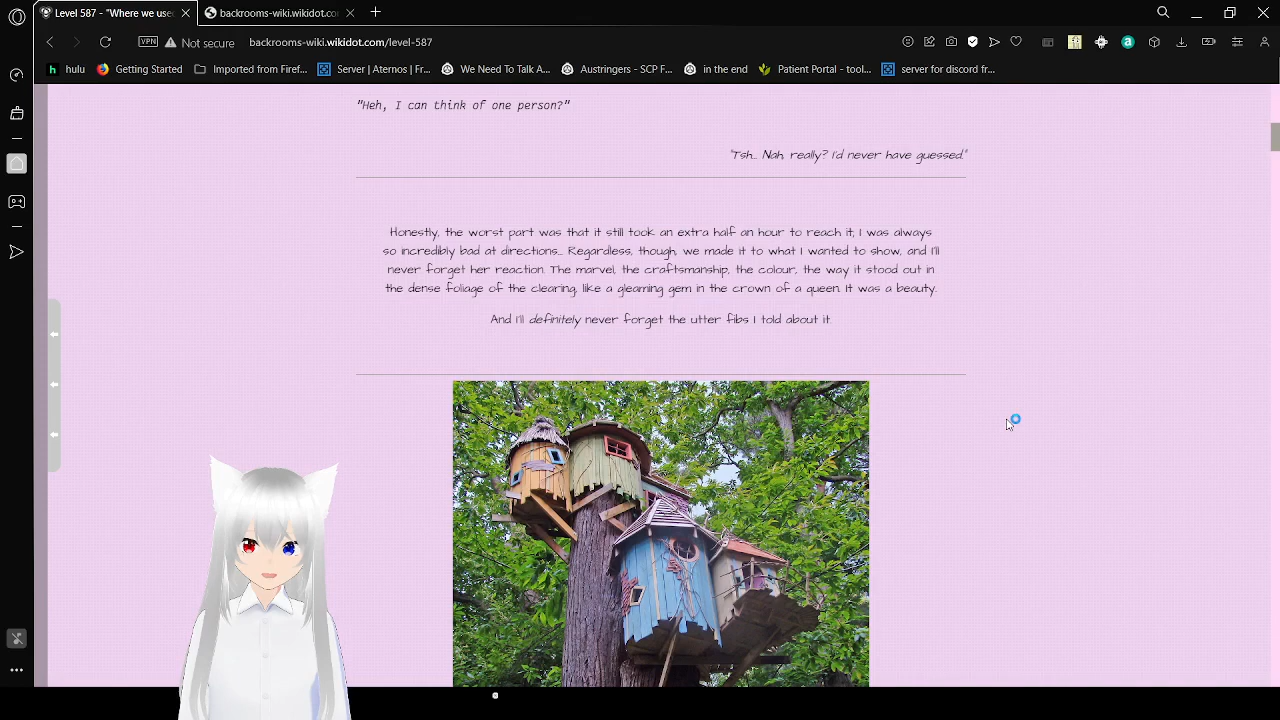 Level 587 - "Where we used
backrooms-wiki.wikidot.co
VPN
Not secure
backrooms-wiki.wikidot.com/level-587
hulu
Getting Started
Imported from Firef...
Server | Aternos | Fr...
We Need To Talk A...
Austringers - SCP F...
in the end
Patient Portal - tool...
server for discord fr...
"Heh, I can think of one person?"
"Tsh... Nah, really? I'd never have guessed."
Honestly, the worst part was that it still took an extra half an hour to reach it; I was always
so incredibly bad at directions... Regardless, though, we made it to what I wanted to show, and I'll
never forget her reaction. The marvel, the craftsmanship, the colour, the way it stood out in
the dense foliage of the clearing, like a gleaming gem in the crown of a queen. It was a beauty.
And I'll definitely never forget the utter fibs I told about it.